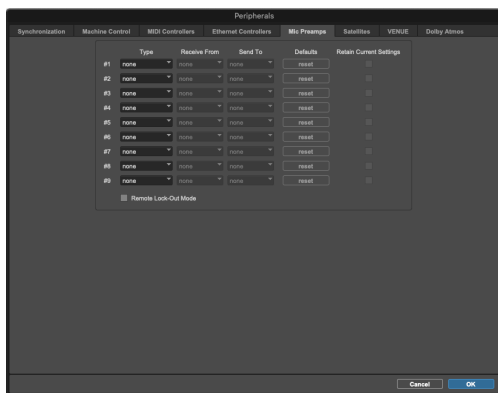 Peripherals
Synchronization Machine Control MIDI Controllers Ethernet Controllers Mic Preamps Satellites VENUE Dolby Atmos
Type Receive From Send To Defaults Retain Current Settings
#1 none none none reset
#2 none none none reset
#3 none none none reset
#4 none none none reset
#5 none none none reset
#6 none none none reset
#7 none none none reset
#8 none none none reset
#9 none none none reset
Remote Lock-Out Mode
Cancel OK